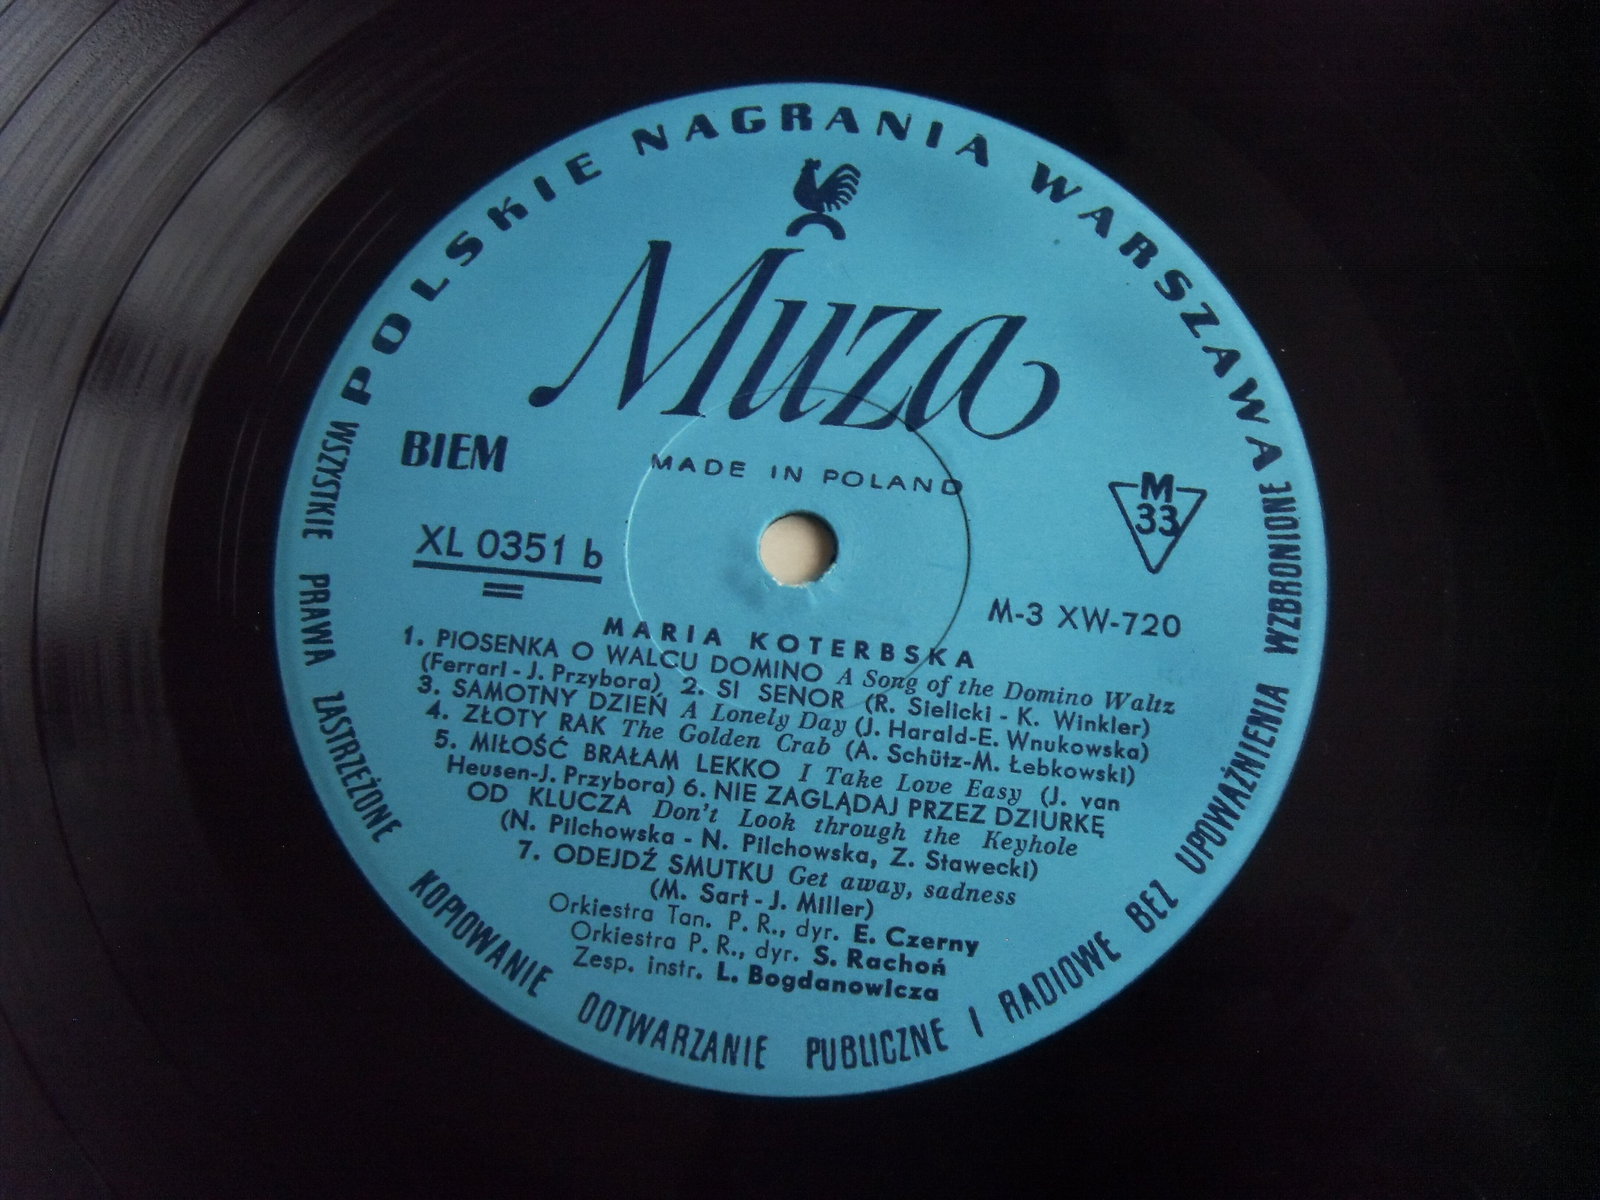 POLSKIE NAGRANIA WARSZAWA
Muza
MADE IN POLAND
BIEM
M
33
XL 0351 b
M-3 XW-720
MARIA KOTERBSKA
1. PIOSENKA O WALCU DOMINO A Song of the Domino Waltz
(Ferrari - J. Przybora) 2. SI SENOR (R. Sielicki - K. Winkler)
3. SAMOTNY DZIEŃ A Lonely Day (J. Harald-E. Wnukowska)
4. ZŁOTY RAK The Golden Crab (A. Schütz-M. Łebkowski)
5. MIŁOŚĆ BRAŁAM LEKKO I Take Love Easy (J. van
Heusen-J. Przybora) 6. NIE ZAGLĄDAJ PRZEZ DZIURKĘ
OD KLUCZA Don't Look through the Keyhole
(N. Pilchowska - N. Pilchowska, Z. Stawecki)
7. ODEJDŹ SMUTKU Get away, sadness
(M. Sart - J. Miller)
Orkiestra Tan. P. R., dyr. E. Czerny
Orkiestra P. R., dyr. S. Rachoń
Zesp. instr. L. Bogdanowicza
WSZYSTKIE PRAWA ZASTRZEŻONE KOPIOWANIE ODTWARZANIE PUBLICZNE I RADIOWE BEZ UPOWAŻNIENIA WZBRONIONE